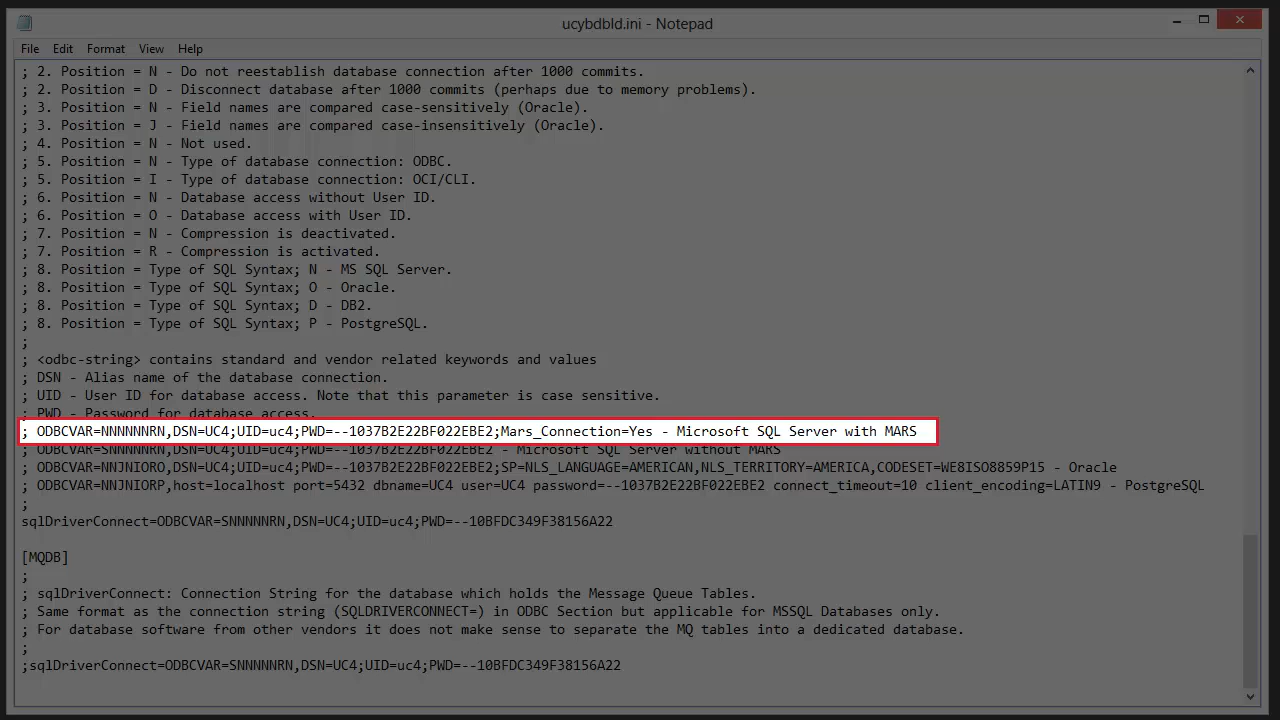 ucybdbld.ini - Notepad
File Edit Format View Help
; 2. Position = N - Do not reestablish database connection after 1000 commits.
; 2. Position = D - Disconnect database after 1000 commits (perhaps due to memory problems).
; 3. Position = N - Field names are compared case-sensitively (Oracle).
; 3. Position = J - Field names are compared case-insensitively (Oracle).
; 4. Position = N - Not used.
; 5. Position = N - Type of database connection: ODBC.
; 5. Position = I - Type of database connection: OCI/CLI.
; 6. Position = N - Database access without User ID.
; 6. Position = O - Database access with User ID.
; 7. Position = N - Compression is deactivated.
; 7. Position = R - Compression is activated.
; 8. Position = Type of SQL Syntax; N - MS SQL Server.
; 8. Position = Type of SQL Syntax; O - Oracle.
; 8. Position = Type of SQL Syntax; D - DB2.
; 8. Position = Type of SQL Syntax; P - PostgreSQL.
;
; <odbc-string> contains standard and vendor related keywords and values
; DSN - Alias name of the database connection.
; UID - User ID for database access. Note that this parameter is case sensitive.
; PWD - Password for database access.
; ODBCVAR=NNNNNNRN,DSN=UC4;UID=uc4;PWD=--1037B2E22BF022EBE2;Mars_Connection=Yes - Microsoft SQL Server with MARS
; ODBCVAR=SNNNNNRN,DSN=UC4;UID=uc4;PWD=--1037B2E22BF022EBE2 - Microsoft SQL Server without MARS
; ODBCVAR=NNJNIORO,DSN=UC4;UID=uc4;PWD=--1037B2E22BF022EBE2;SP=NLS_LANGUAGE=AMERICAN,NLS_TERRITORY=AMERICA,CODESET=WE8ISO8859P15 - Oracle
; ODBCVAR=NNJNIORP,host=localhost port=5432 dbname=UC4 user=UC4 password=--1037B2E22BF022EBE2 connect_timeout=10 client_encoding=LATIN9 - PostgreSQL
;
sqlDriverConnect=ODBCVAR=SNNNNNRN,DSN=UC4;UID=uc4;PWD=--10BFDC349F38156A22
[MQDB]
;
; sqlDriverConnect: Connection String for the database which holds the Message Queue Tables.
; Same format as the connection string (SQLDRIVERCONNECT=) in ODBC Section but applicable for MSSQL Databases only.
; For database software from other vendors it does not make sense to separate the MQ tables into a dedicated database.
;
;sqlDriverConnect=ODBCVAR=SNNNNNRN,DSN=UC4;UID=uc4;PWD=--10BFDC349F38156A22